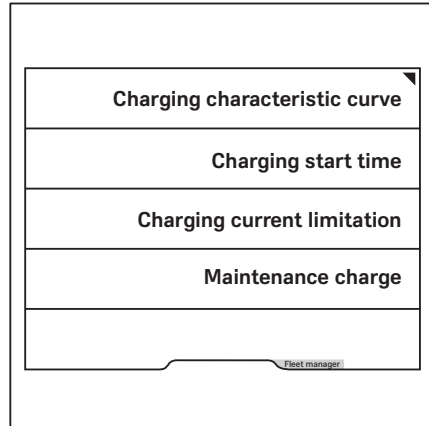 Charging characteristic curve
Charging start time
Charging current limitation
Maintenance charge
Fleet manager